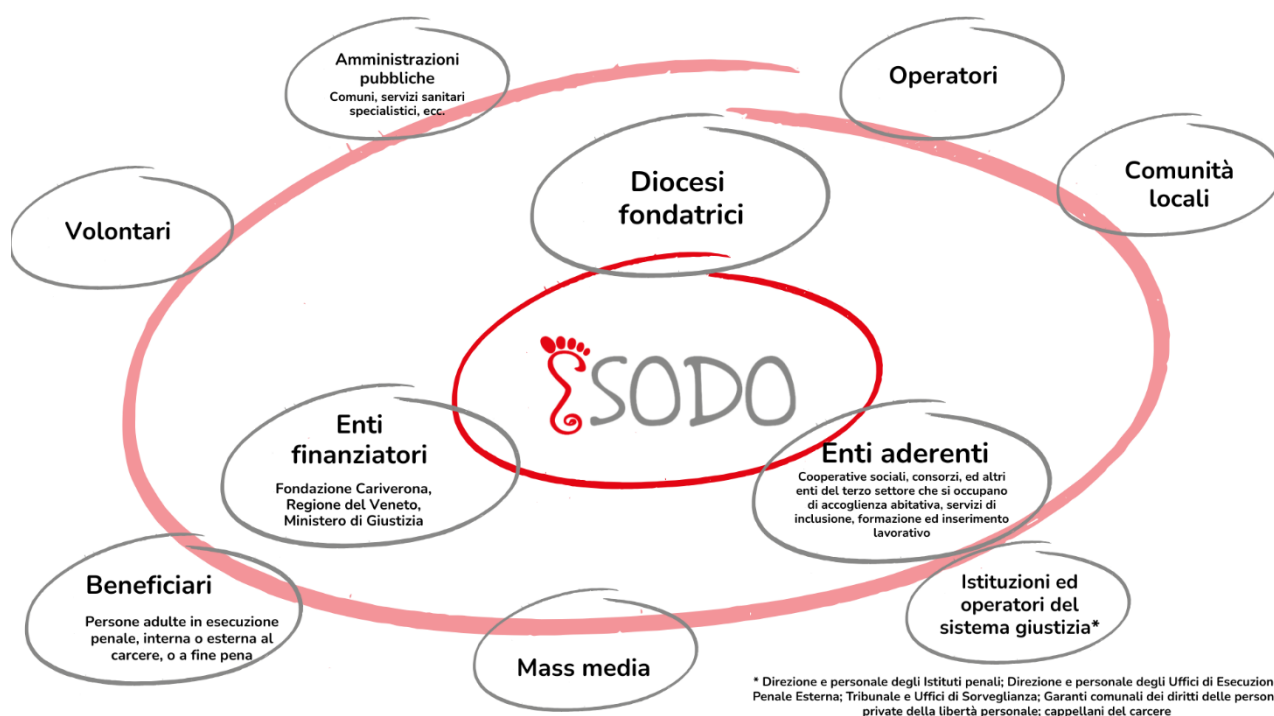 Amministrazioni
pubbliche
Comuni, servizi sanitari
specialistici, ecc.
Operatori
Comunità
locali
Volontari
Diocesi
fondatrici
ESODO
Enti
finanziatori
Fondazione Cariverona,
Regione del Veneto,
Ministero di Giustizia
Enti aderenti
Cooperative sociali, consorzi, ed altri
enti del terzo settore che si occupano
di accoglienza abitativa, servizi di
inclusione, formazione ed inserimento
lavorativo
Beneficiari
Persone adulte in esecuzione
penale, interna o esterna al
carcere, o a fine pena
Mass media
Istituzioni ed
operatori del
sistema giustizia*
* Direzione e personale degli Istituti penali; Direzione e personale degli Uffici di Esecuzion
Penale Esterna; Tribunale e Uffici di Sorveglianza; Garanti comunali dei diritti delle person
private della libertà personale; cappellani del carcere